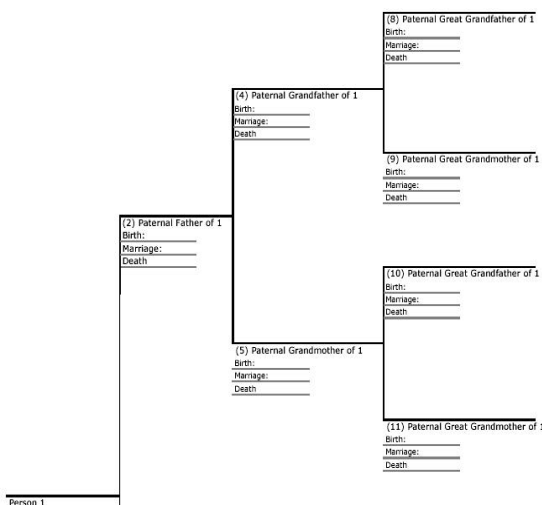 (8) Paternal Great Grandfather of 1
Birth:
Marriage:
Death
(4) Paternal Grandfather of 1
Birth:
Marriage:
Death
(9) Paternal Great Grandmother of 1
Birth:
Marriage:
Death
(2) Paternal Father of 1
Birth:
Marriage:
Death
(10) Paternal Great Grandfather of 1
Birth:
Marriage:
Death
(5) Paternal Grandmother of 1
Birth:
Marriage:
Death
(11) Paternal Great Grandmother of 1
Birth:
Marriage:
Death
Person 1